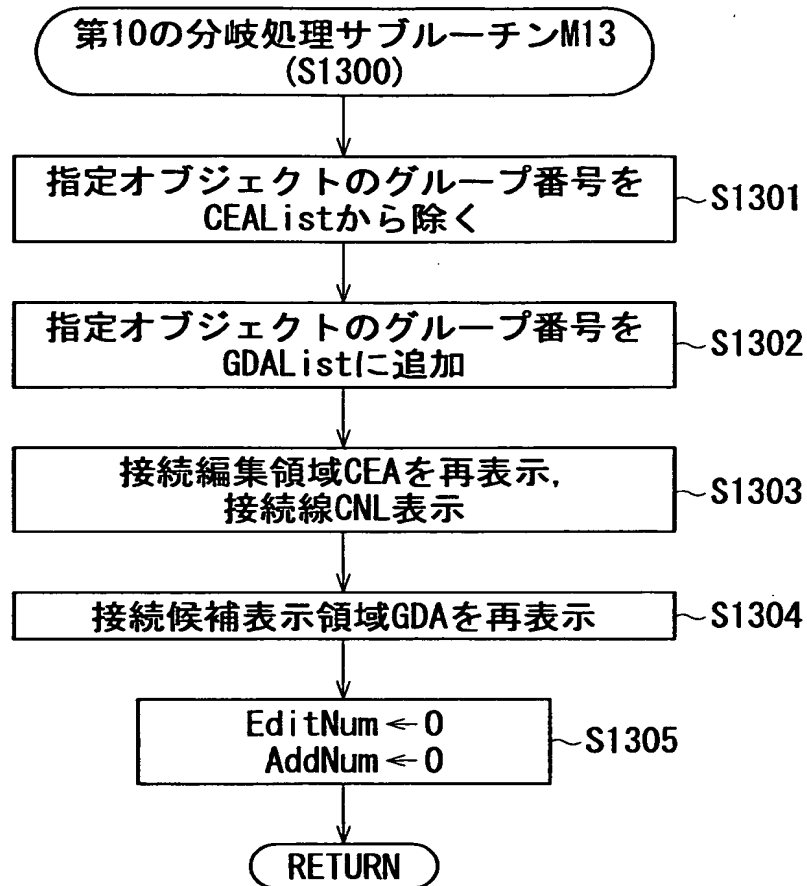 第10の分岐処理サブルーチンM13
(S1300)
指定オブジェクトのグループ番号を
CEAListから除く
S1301
指定オブジェクトのグループ番号を
GDAListに追加
S1302
接続編集領域CEAを再表示,
接続線CNL表示
S1303
接続候補表示領域GDAを再表示
S1304
EditNum←0
AddNum←0
S1305
RETURN